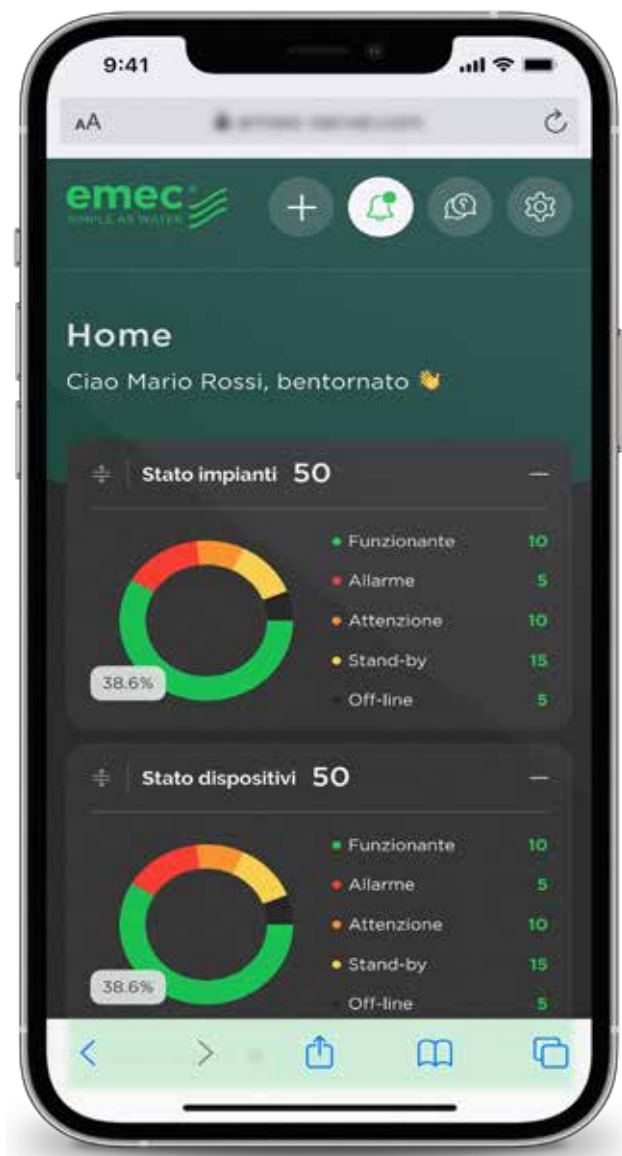 9:41
AA
emec
SIMPLE AS WATER
Home
Ciao Mario Rossi, bentornato 👋
Stato impianti 50
Funzionante 10
Allarme 5
Attenzione 10
Stand-by 15
Off-line 5
38.6%
Stato dispositivi 50
Funzionante 10
Allarme 5
Attenzione 10
Stand-by 15
Off-line 5
38.6%